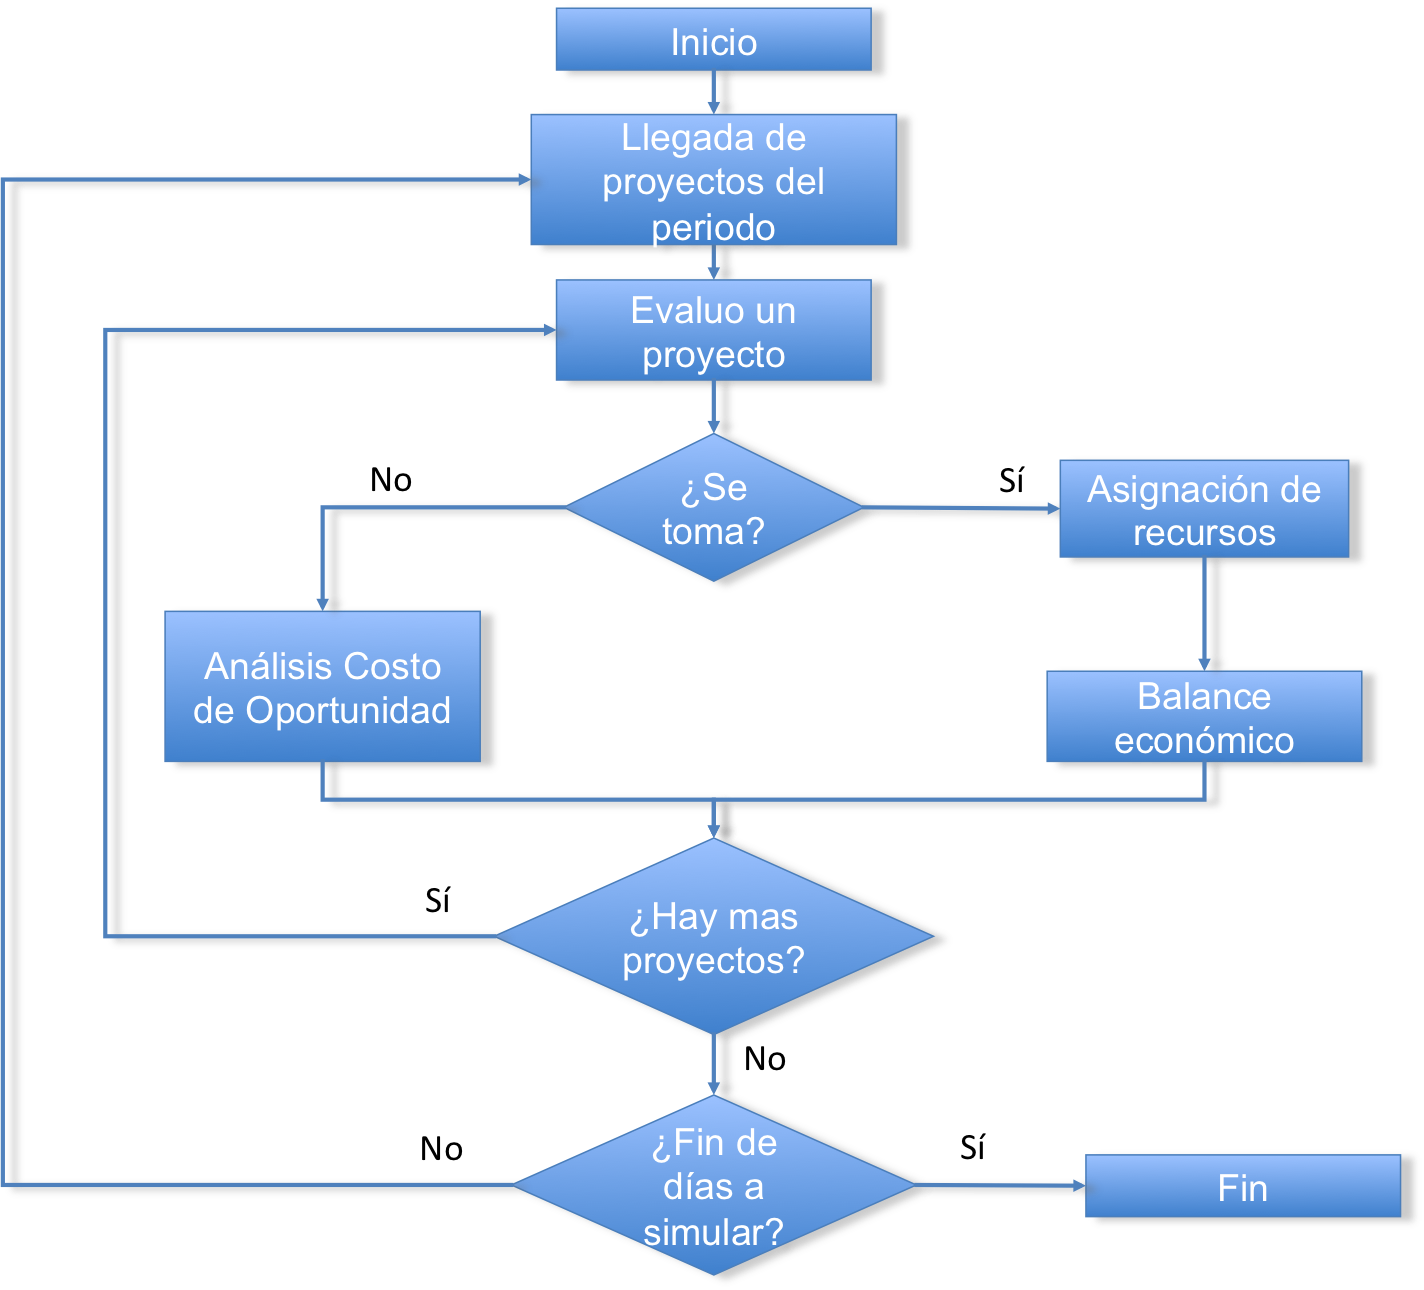 Inicio
Llegada de
proyectos del
periodo
Evaluo un
proyecto
No
¿Se
toma?
Sí
Asignación de
recursos
Análisis Costo
de Oportunidad
Balance
económico
Sí
¿Hay mas
proyectos?
No
No
¿Fin de
días a
simular?
Sí
Fin